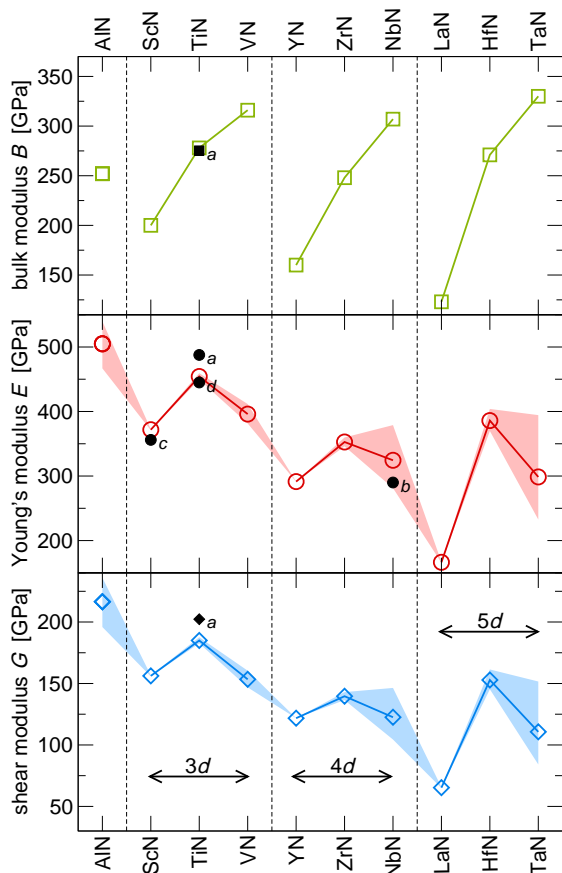 AlN ScN TiN VN YN ZrN NbN LaN HfN TaN
bulk modulus B [GPa]
350
300
250
200
150
a
Young's modulus E [GPa]
500
400
300
200
a
d
c
b
shear modulus G [GPa]
200
150
100
50
a
5d
3d
4d
AlN ScN TiN VN YN ZrN NbN LaN HfN TaN